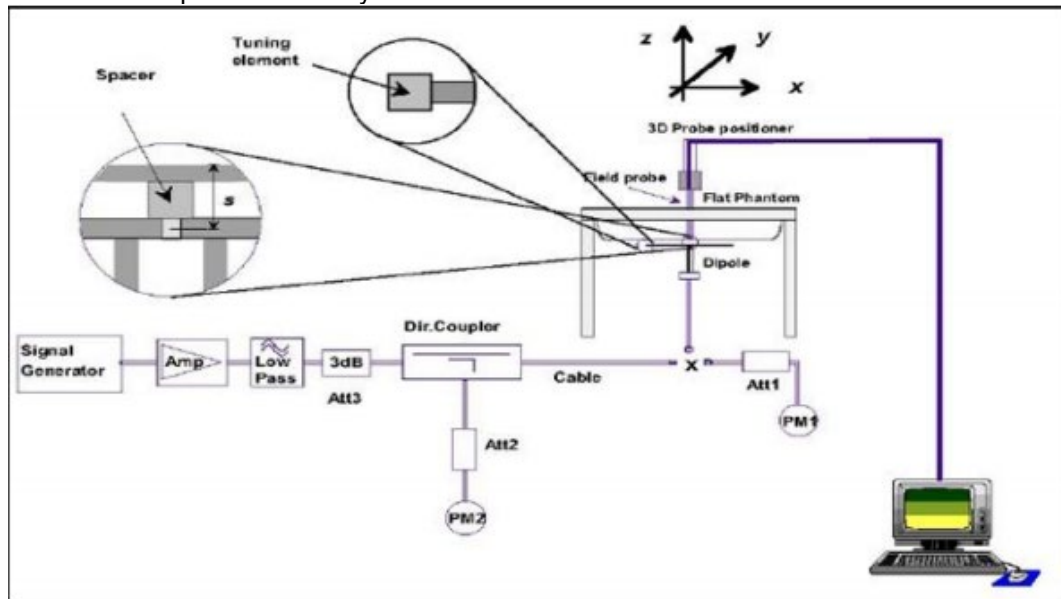 Tuning
element
Spacer
s
z
y
x
3D Probe positioner
Field probe
Flat Phantom
Dipole
Dir.Coupler
Signal
Generator
Amp
Low
Pass
3dB
Att3
Cable
X
Att1
PM1
Att2
PM2